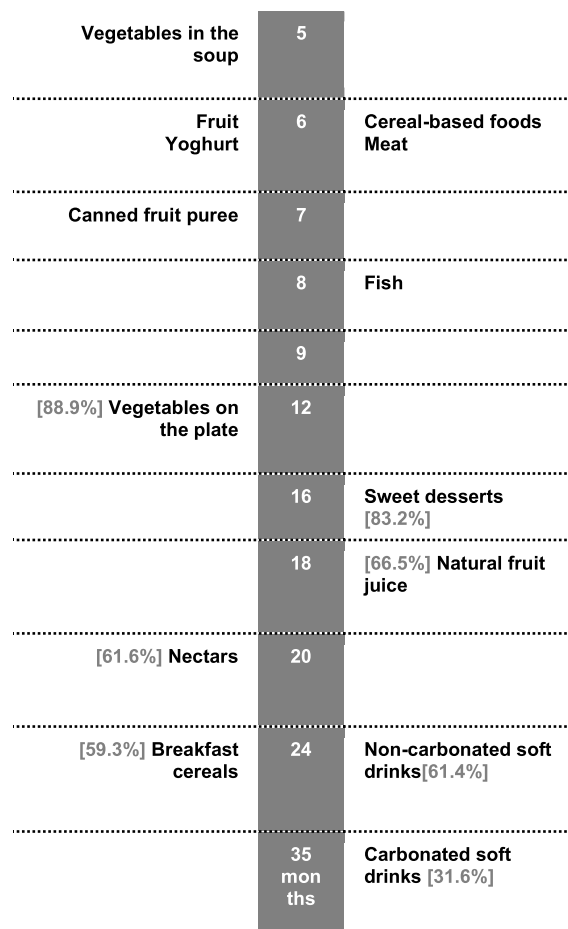 Vegetables in the
soup
5
Fruit
Yoghurt
6
Cereal-based foods
Meat
Canned fruit puree
7
8
Fish
9
[88.9%] Vegetables on
the plate
12
16
Sweet desserts
[83.2%]
18
[66.5%] Natural fruit
juice
[61.6%] Nectars
20
[59.3%] Breakfast
cereals
24
Non-carbonated soft
drinks[61.4%]
35
mon
ths
Carbonated soft
drinks [31.6%]